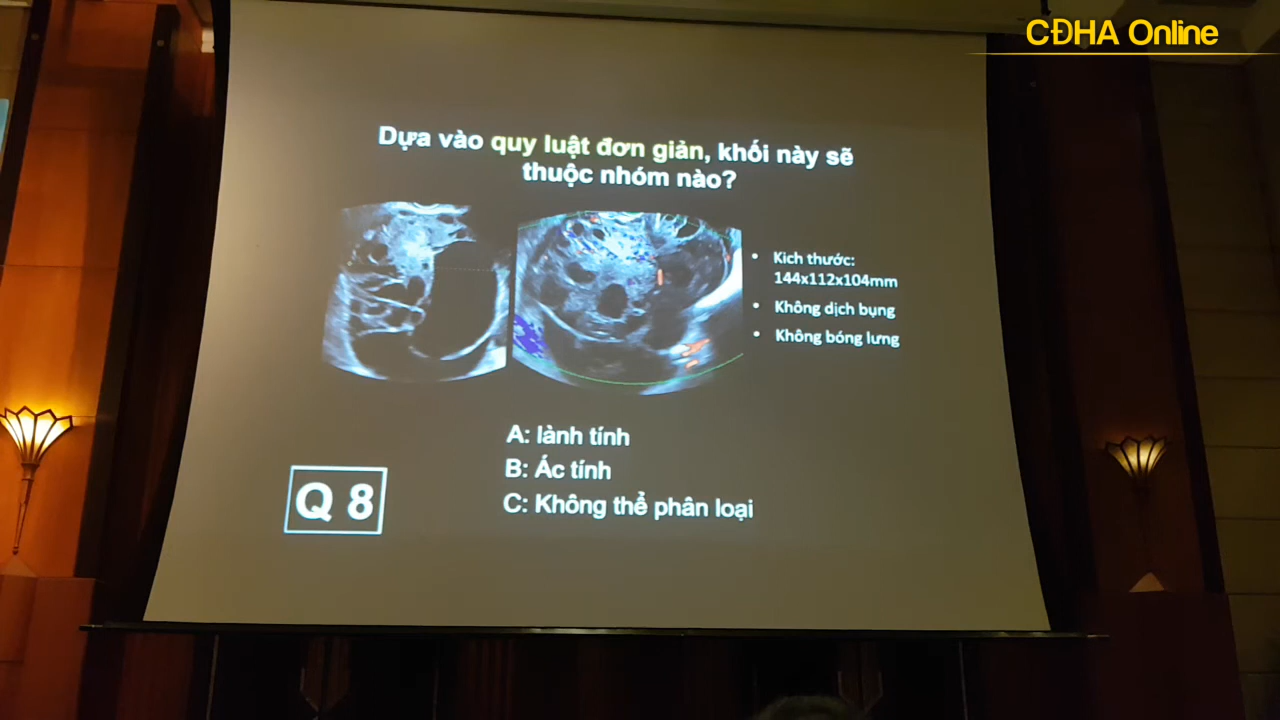 CĐHA Online
Dựa vào quy luật đơn giản, khối này sẽ
thuộc nhóm nào?
• Kich thước:
144x112x104mm
• Không dịch bụng
• Không bóng lưng
A: lành tính
B: Ác tính
C: Không thể phân loại
Q 8